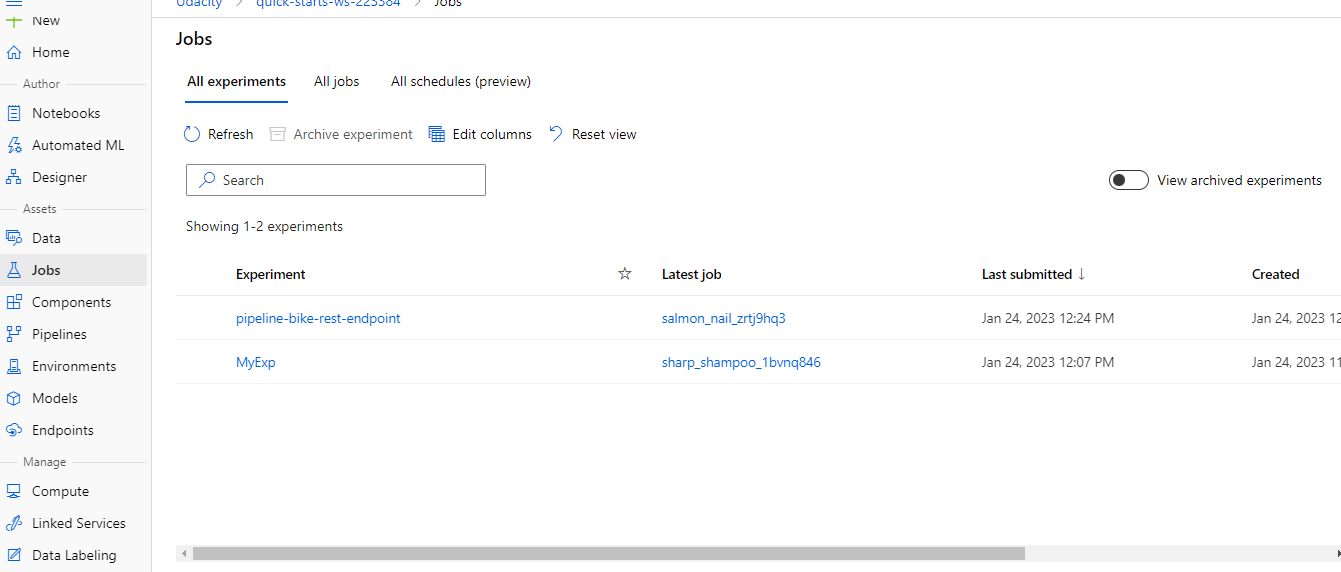 Udacity > quick-starts-ws-223384 > Jobs
New
Home
Author
Notebooks
Automated ML
Designer
Assets
Data
Jobs
Components
Pipelines
Environments
Models
Endpoints
Manage
Compute
Linked Services
Data Labeling
Jobs
All experiments All jobs All schedules (preview)
Refresh Archive experiment Edit columns Reset view
Search View archived experiments
Showing 1-2 experiments
Experiment Latest job Last submitted ↓ Created
pipeline-bike-rest-endpoint salmon_nail_zrtj9hq3 Jan 24, 2023 12:24 PM Jan 24, 2023 12
MyExp sharp_shampoo_1bvnq846 Jan 24, 2023 12:07 PM Jan 24, 2023 11